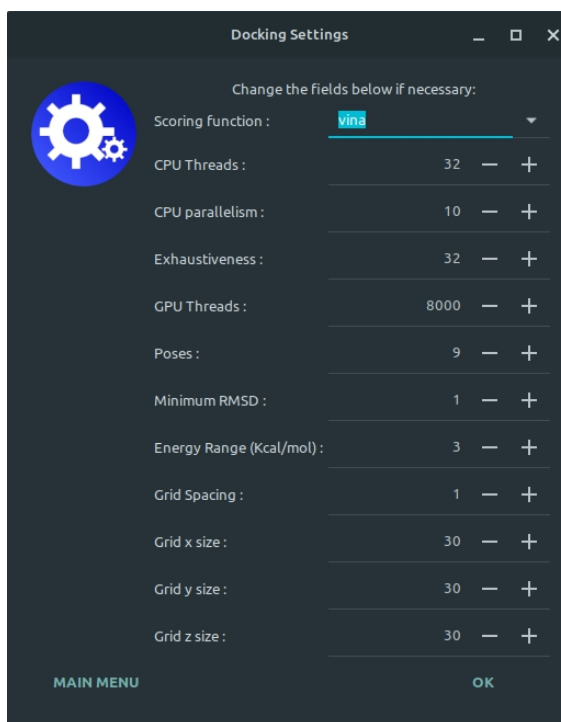 Docking Settings
Change the fields below if necessary:
Scoring function : vina
CPU Threads : 32
CPU parallelism : 10
Exhaustiveness : 32
GPU Threads : 8000
Poses : 9
Minimum RMSD : 1
Energy Range (Kcal/mol) : 3
Grid Spacing : 1
Grid x size : 30
Grid y size : 30
Grid z size : 30
MAIN MENU OK